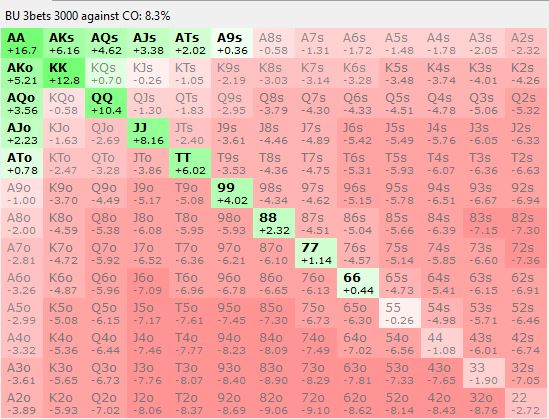 BU 3bets 3000 against CO: 8.3%
AA AKs AQs AJs ATs A9s A8s A7s A6s A5s A4s A3s A2s
+16.7 +6.16 +4.62 +3.38 +2.02 +0.36 -0.58 -1.31 -1.72 -1.48 -1.78 -2.05 -2.32
AKo KK KQs KJs KTs K9s K8s K7s K6s K5s K4s K3s K2s
+5.21 +12.8 +0.70 -0.26 -1.05 -2.19 -3.03 -3.14 -3.28 -3.48 -3.74 -4.01 -4.26
AQo KQo QQ QJs QTs Q9s Q8s Q7s Q6s Q5s Q4s Q3s Q2s
+3.56 -0.58 +10.4 -1.30 -1.83 -2.95 -3.79 -4.30 -4.33 -4.51 -4.78 -5.06 -5.32
AJo KJo QJo JJ JTs J9s J8s J7s J6s J5s J4s J3s J2s
+2.23 -1.63 -2.69 +8.16 -2.40 -3.61 -4.46 -4.89 -5.42 -5.49 -5.76 -6.05 -6.33
ATo KTo QTo JTo TT T9s T8s T7s T6s T5s T4s T3s T2s
+0.78 -2.47 -3.28 -3.86 +6.02 -3.53 -4.36 -4.75 -5.31 -5.93 -6.07 -6.36 -6.63
A9o K9o Q9o J9o T9o 99 98s 97s 96s 95s 94s 93s 92s
-1.00 -3.70 -4.49 -5.17 -5.08 +4.02 -4.34 -4.62 -5.15 -5.78 -6.51 -6.67 -6.94
A8o K8o Q8o J8o T8o 98o 88 87s 86s 85s 84s 83s 82s
-2.00 -4.59 -5.38 -6.08 -5.95 -5.93 +2.32 -4.51 -5.04 -5.66 -6.39 -7.15 -7.30
A7o K7o Q7o J7o T7o 97o 87o 77 76s 75s 74s 73s 72s
-2.81 -4.72 -5.92 -6.52 -6.36 -6.21 -6.10 +1.14 -4.57 -5.14 -5.85 -6.60 -7.36
A6o K6o Q6o J6o T6o 96o 86o 76o 66 65s 64s 63s 62s
-3.26 -4.87 -5.96 -7.09 -6.96 -6.78 -6.65 -6.13 +0.44 -4.73 -5.41 -6.15 -6.91
A5o K5o Q5o J5o T5o 95o 85o 75o 65o 55 54s 53s 52s
-2.99 -5.08 -6.15 -7.17 -7.61 -7.45 -7.30 -6.73 -6.30 -0.26 -4.98 -5.71 -6.46
A4o K4o Q4o J4o T4o 94o 84o 74o 64o 54o 44 43s 42s
-3.32 -5.36 -6.44 -7.46 -7.77 -8.23 -8.09 -7.49 -7.02 -6.56 -1.08 -6.01 -6.74
A3o K3o Q3o J3o T3o 93o 83o 73o 63o 53o 43o 33 32s
-3.61 -5.65 -6.73 -7.76 -8.07 -8.40 -8.90 -8.29 -7.81 -7.33 -7.65 -1.90 -7.05
A2o K2o Q2o J2o T2o 92o 82o 72o 62o 52o 42o 32o 22
-3.89 -5.93 -7.02 -8.06 -8.37 -8.69 -9.06 -9.10 -8.62 -8.14 -8.43 -8.76 -2.72